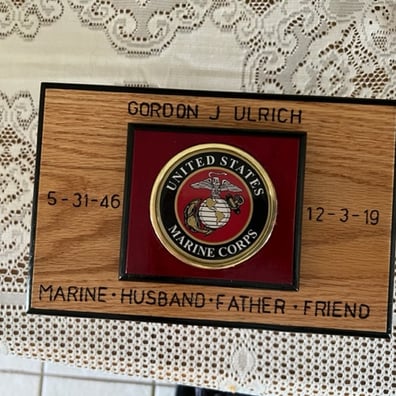 GORDON J ULRICH
5-31-46
UNITED STATES
MARINE CORPS
12-3-19
MARINE · HUSBAND · FATHER · FRIEND